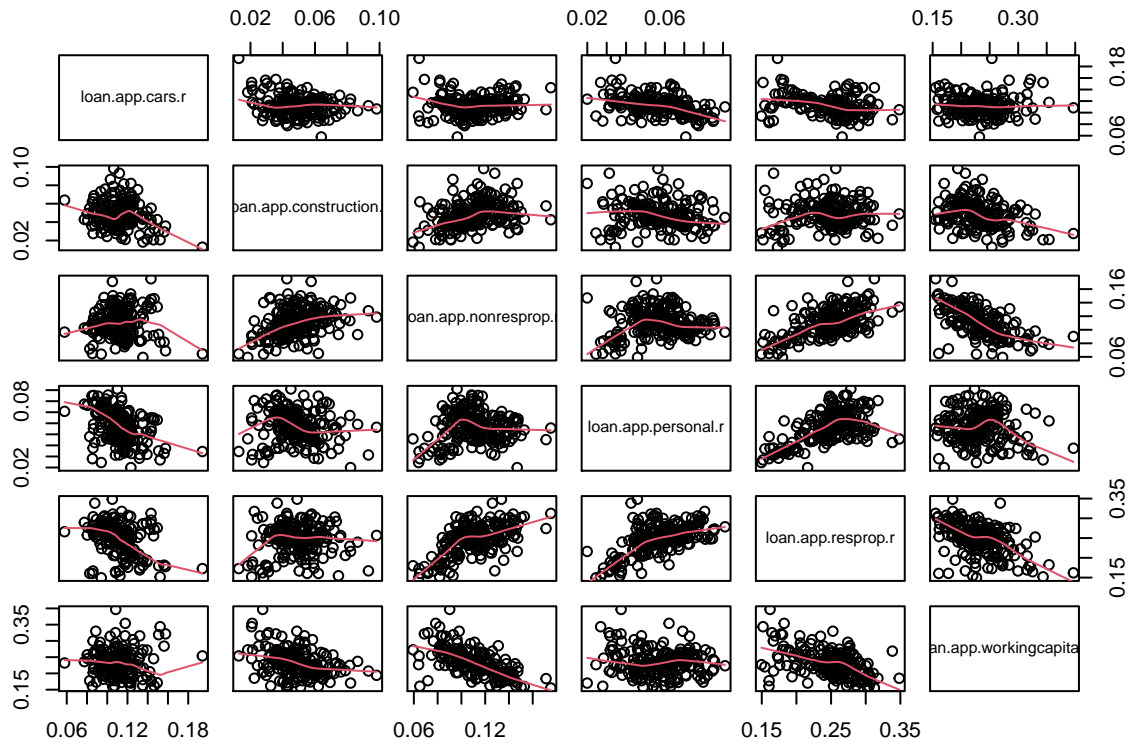 0.02 0.06 0.10
0.02 0.06
0.15 0.30
loan.app.cars.r
0.06 0.18
0.02 0.10
oan.app.construction.
oan.app.nonresprop.
0.06 0.16
0.02 0.08
loan.app.personal.r
loan.app.resprop.r
0.15 0.35
0.15 0.35
an.app.workingcapita
0.06 0.12 0.18
0.06 0.12
0.15 0.25 0.35